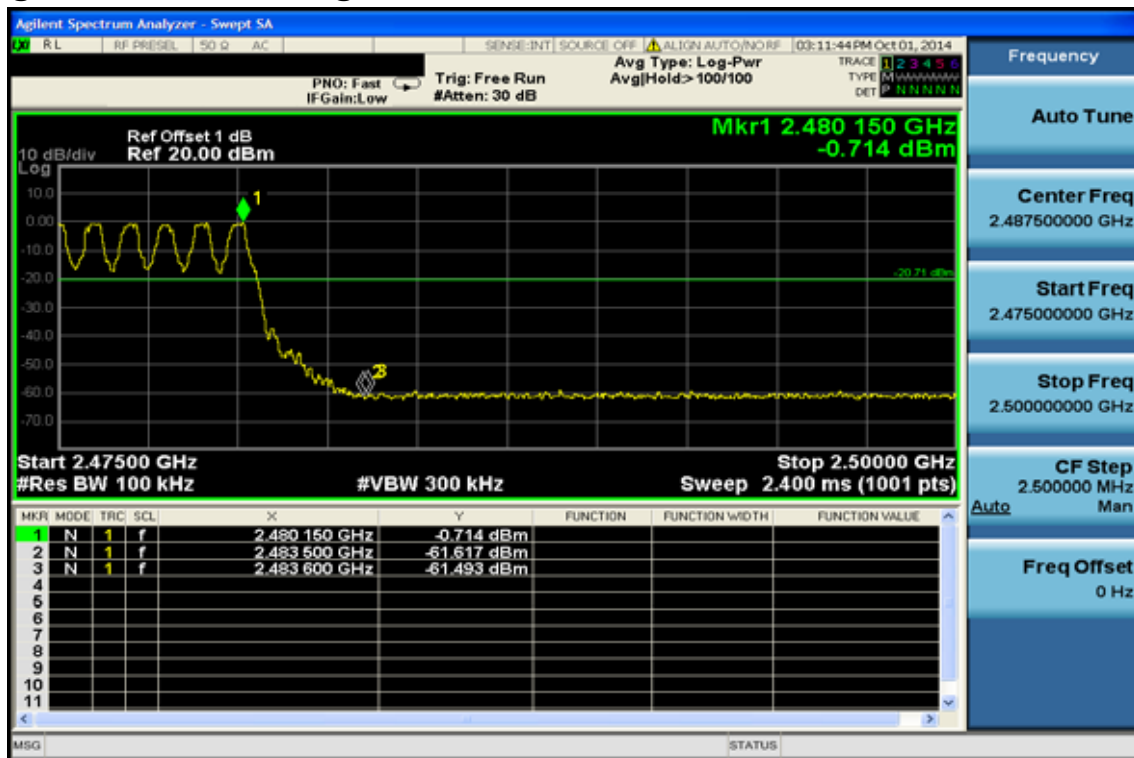 Agilent Spectrum Analyzer - Swept SA
LXI RL RF PRESEL 50 Ω AC SENSE:INT SOURCE OFF ALIGN AUTO/NO RF 03:11:44 PM Oct 01, 2014
PNO: Fast Trig: Free Run Avg Type: Log-Pwr TRACE 1 2 3 4 5 6
IFGain:Low #Atten: 30 dB Avg|Hold:> 100/100 TYPE M
DET P N N N N N
Ref Offset 1 dB Mkr1 2.480 150 GHz
10 dB/div Ref 20.00 dBm -0.714 dBm
Log
10.0
0.00
-10.0
-20.0
-30.0
-40.0
-50.0
-60.0
-70.0
1
-20.71 dBm
2 3
Start 2.47500 GHz Stop 2.50000 GHz
#Res BW 100 kHz #VBW 300 kHz Sweep 2.400 ms (1001 pts)
MKR MODE TRC SCL X Y FUNCTION FUNCTION WIDTH FUNCTION VALUE
1 N 1 f 2.480 150 GHz -0.714 dBm
2 N 1 f 2.483 500 GHz -61.617 dBm
3 N 1 f 2.483 600 GHz -61.493 dBm
4
5
6
7
8
9
10
11
MSG STATUS
Frequency
Auto Tune
Center Freq
2.487500000 GHz
Start Freq
2.475000000 GHz
Stop Freq
2.500000000 GHz
CF Step
2.500000 MHz
Auto Man
Freq Offset
0 Hz